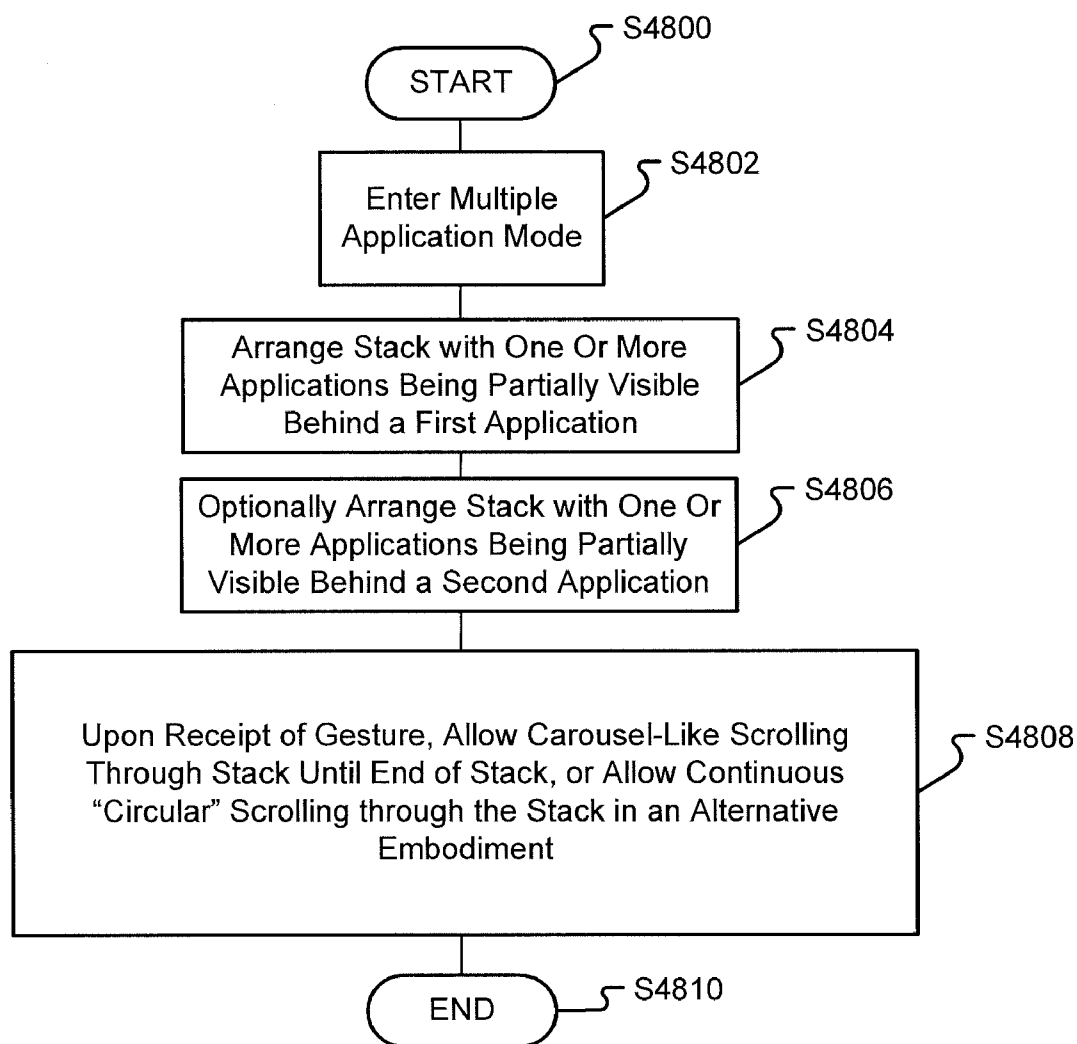 S4800
START
S4802
Enter Multiple
Application Mode
S4804
Arrange Stack with One Or More
Applications Being Partially Visible
Behind a First Application
S4806
Optionally Arrange Stack with One Or
More Applications Being Partially
Visible Behind a Second Application
S4808
Upon Receipt of Gesture, Allow Carousel-Like Scrolling
Through Stack Until End of Stack, or Allow Continuous
“Circular” Scrolling through the Stack in an Alternative
Embodiment
S4810
END